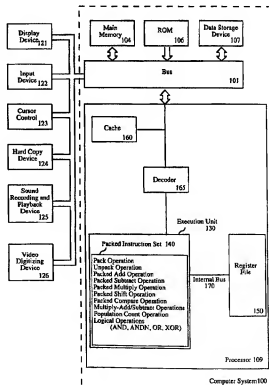 Display
Device
121
Input
Device
122
Cursor
Control
123
Hard Copy
Device
124
Sound
Recording and
Playback
Device
125
Video
Digitizing
Device
126
Main
Memory
104
ROM
106
Data Storage
Device
107
Bus
101
Cache
160
Decoder
165
Execution Unit
130
Packed Instruction Set 140
Pack Operation
Unpack Operation
Packed Add Operation
Packed Subtract Operation
Packed Multiply Operation
Packed Shift Operation
Packed Compare Operation
Multiply-Add/Subtract Operations
Population Count Operation
Logical Operations
(AND, ANDN, OR, XOR)
Internal Bus
170
Register
File
150
Processor 109
Computer System100